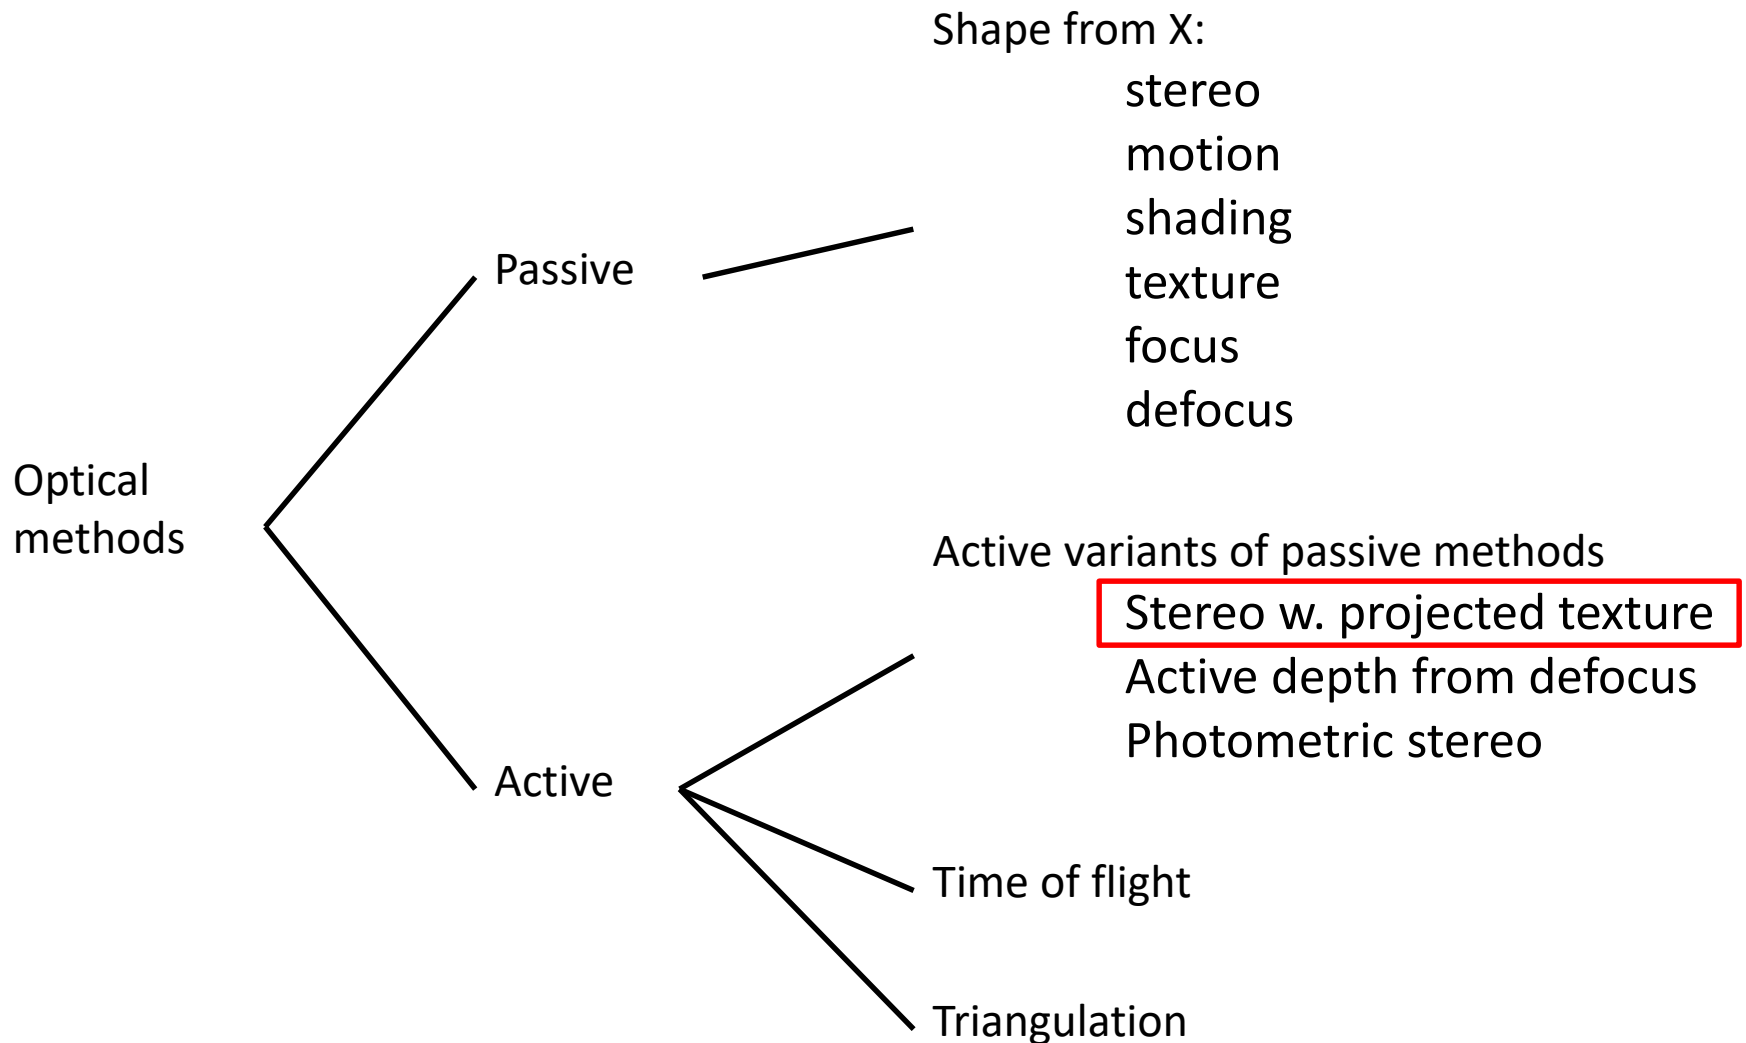 Optical
methods
Passive
Shape from X:
stereo
motion
shading
texture
focus
defocus
Active
Active variants of passive methods
Stereo w. projected texture
Active depth from defocus
Photometric stereo
Time of flight
Triangulation